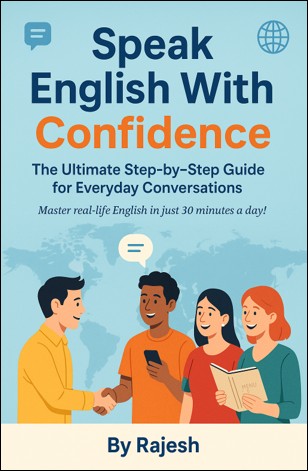 Speak
English With
Confidence
The Ultimate Step-by-Step Guide
for Everyday Conversations
Master real-life English in just 30 minutes a day!
MENU
By Rajesh